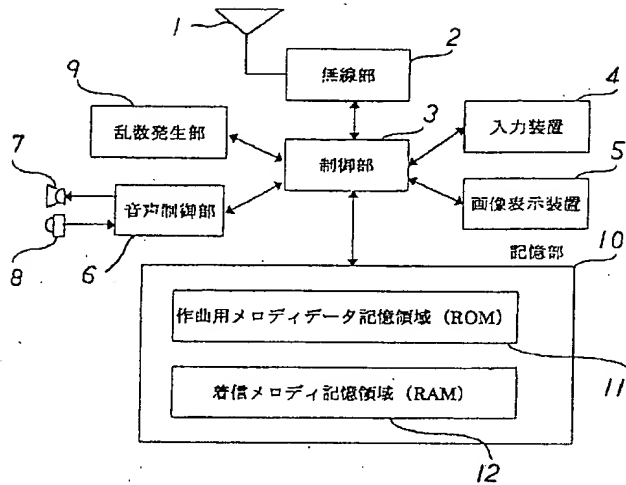 1
2
無線部
9
3
4
乱数発生部
入力装置
7
制御部
5
音声制御部
画像表示装置
8
6
記憶部
10
作曲用メロディデータ記憶領域（ROM）
11
着信メロディ記憶領域（RAM）
12